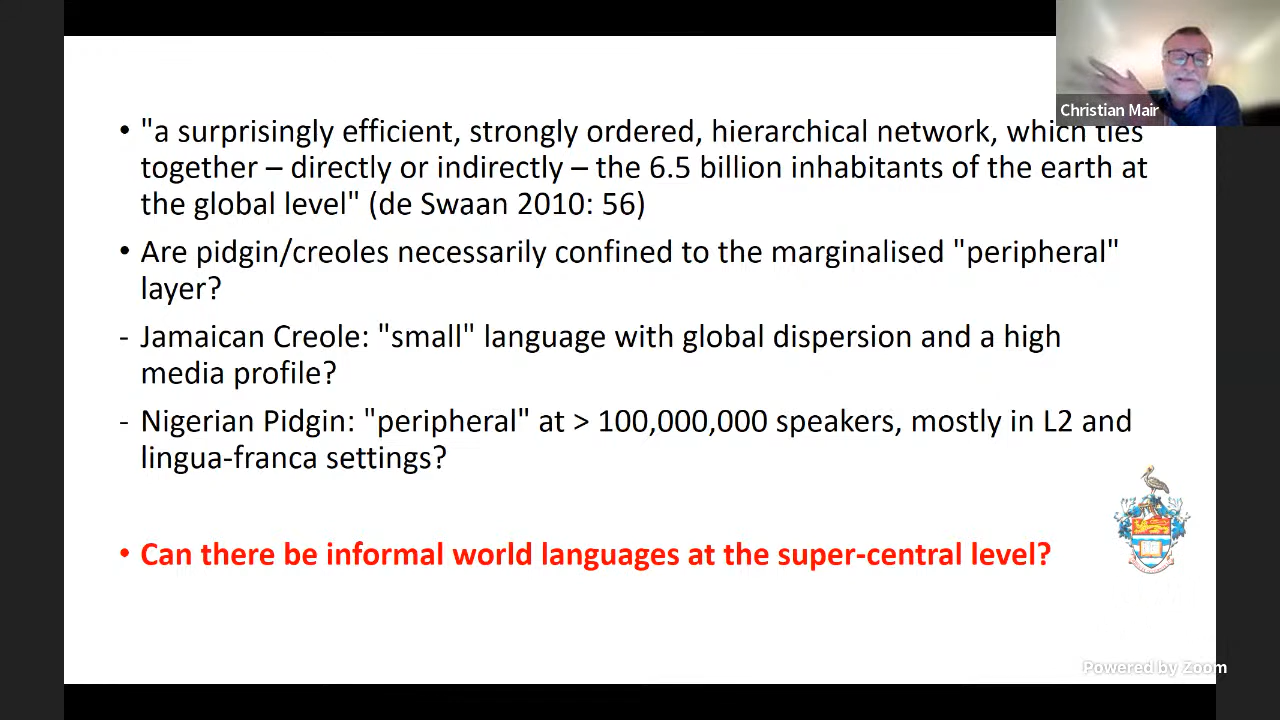 • "a surprisingly efficient, strongly ordered, hierarchical network, which ties
together – directly or indirectly – the 6.5 billion inhabitants of the earth at
the global level" (de Swaan 2010: 56)
• Are pidgin/creoles necessarily confined to the marginalised "peripheral"
layer?
- Jamaican Creole: "small" language with global dispersion and a high
media profile?
- Nigerian Pidgin: "peripheral" at > 100,000,000 speakers, mostly in L2 and
lingua-franca settings?
• Can there be informal world languages at the super-central level?
Christian Mair
Powered by Zoom